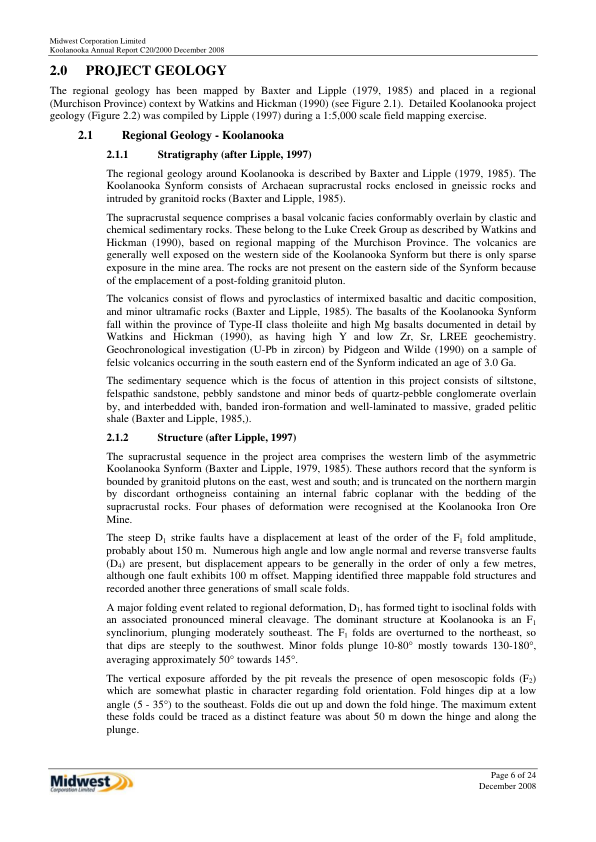 Midwest Corporation Limited
Koolanooka Annual Report C20/2000 December 2008
2.0 PROJECT GEOLOGY
The regional geology has been mapped by Baxter and Lipple (1979, 1985) and placed in a regional
(Murchison Province) context by Watkins and Hickman (1990) (see Figure 2.1). Detailed Koolanooka project
geology (Figure 2.2) was compiled by Lipple (1997) during a 1:5,000 scale field mapping exercise.
2.1 Regional Geology - Koolanooka
2.1.1 Stratigraphy (after Lipple, 1997)
The regional geology around Koolanooka is described by Baxter and Lipple (1979, 1985). The
Koolanooka Synform consists of Archaean supracrustal rocks enclosed in gneissic rocks and
intruded by granitoid rocks (Baxter and Lipple, 1985).
The supracrustal sequence comprises a basal volcanic facies conformably overlain by clastic and
chemical sedimentary rocks. These belong to the Luke Creek Group as described by Watkins and
Hickman (1990), based on regional mapping of the Murchison Province. The volcanics are
generally well exposed on the western side of the Koolanooka Synform but there is only sparse
exposure in the mine area. The rocks are not present on the eastern side of the Synform because
of the emplacement of a post-folding granitoid pluton.
The volcanics consist of flows and pyroclastics of intermixed basaltic and dacitic composition,
and minor ultramafic rocks (Baxter and Lipple, 1985). The basalts of the Koolanooka Synform
fall within the province of Type-II class tholeiite and high Mg basalts documented in detail by
Watkins and Hickman (1990), as having high Y and low Zr, Sr, LREE geochemistry.
Geochronological investigation (U-Pb in zircon) by Pidgeon and Wilde (1990) on a sample of
felsic volcanics occurring in the south eastern end of the Synform indicated an age of 3.0 Ga.
The sedimentary sequence which is the focus of attention in this project consists of siltstone,
felspathic sandstone, pebbly sandstone and minor beds of quartz-pebble conglomerate overlain
by, and interbedded with, banded iron-formation and well-laminated to massive, graded pelitic
shale (Baxter and Lipple, 1985,).
2.1.2 Structure (after Lipple, 1997)
The supracrustal sequence in the project area comprises the western limb of the asymmetric
Koolanooka Synform (Baxter and Lipple, 1979, 1985). These authors record that the synform is
bounded by granitoid plutons on the east, west and south; and is truncated on the northern margin
by discordant orthogneiss containing an internal fabric coplanar with the bedding of the
supracrustal rocks. Four phases of deformation were recognised at the Koolanooka Iron Ore
Mine.
The steep D1 strike faults have a displacement at least of the order of the F1 fold amplitude,
probably about 150 m. Numerous high angle and low angle normal and reverse transverse faults
(D4) are present, but displacement appears to be generally in the order of only a few metres,
although one fault exhibits 100 m offset. Mapping identified three mappable fold structures and
recorded another three generations of small scale folds.
A major folding event related to regional deformation, D1, has formed tight to isoclinal folds with
an associated pronounced mineral cleavage. The dominant structure at Koolanooka is an F1
synclinorium, plunging moderately southeast. The F1 folds are overturned to the northeast, so
that dips are steeply to the southwest. Minor folds plunge 10-80° mostly towards 130-180°,
averaging approximately 50° towards 145°.
The vertical exposure afforded by the pit reveals the presence of open mesoscopic folds (F2)
which are somewhat plastic in character regarding fold orientation. Fold hinges dip at a low
angle (5 - 35°) to the southeast. Folds die out up and down the fold hinge. The maximum extent
these folds could be traced as a distinct feature was about 50 m down the hinge and along the
plunge.
Midwest
Corporation Limited
Page 6 of 24
December 2008